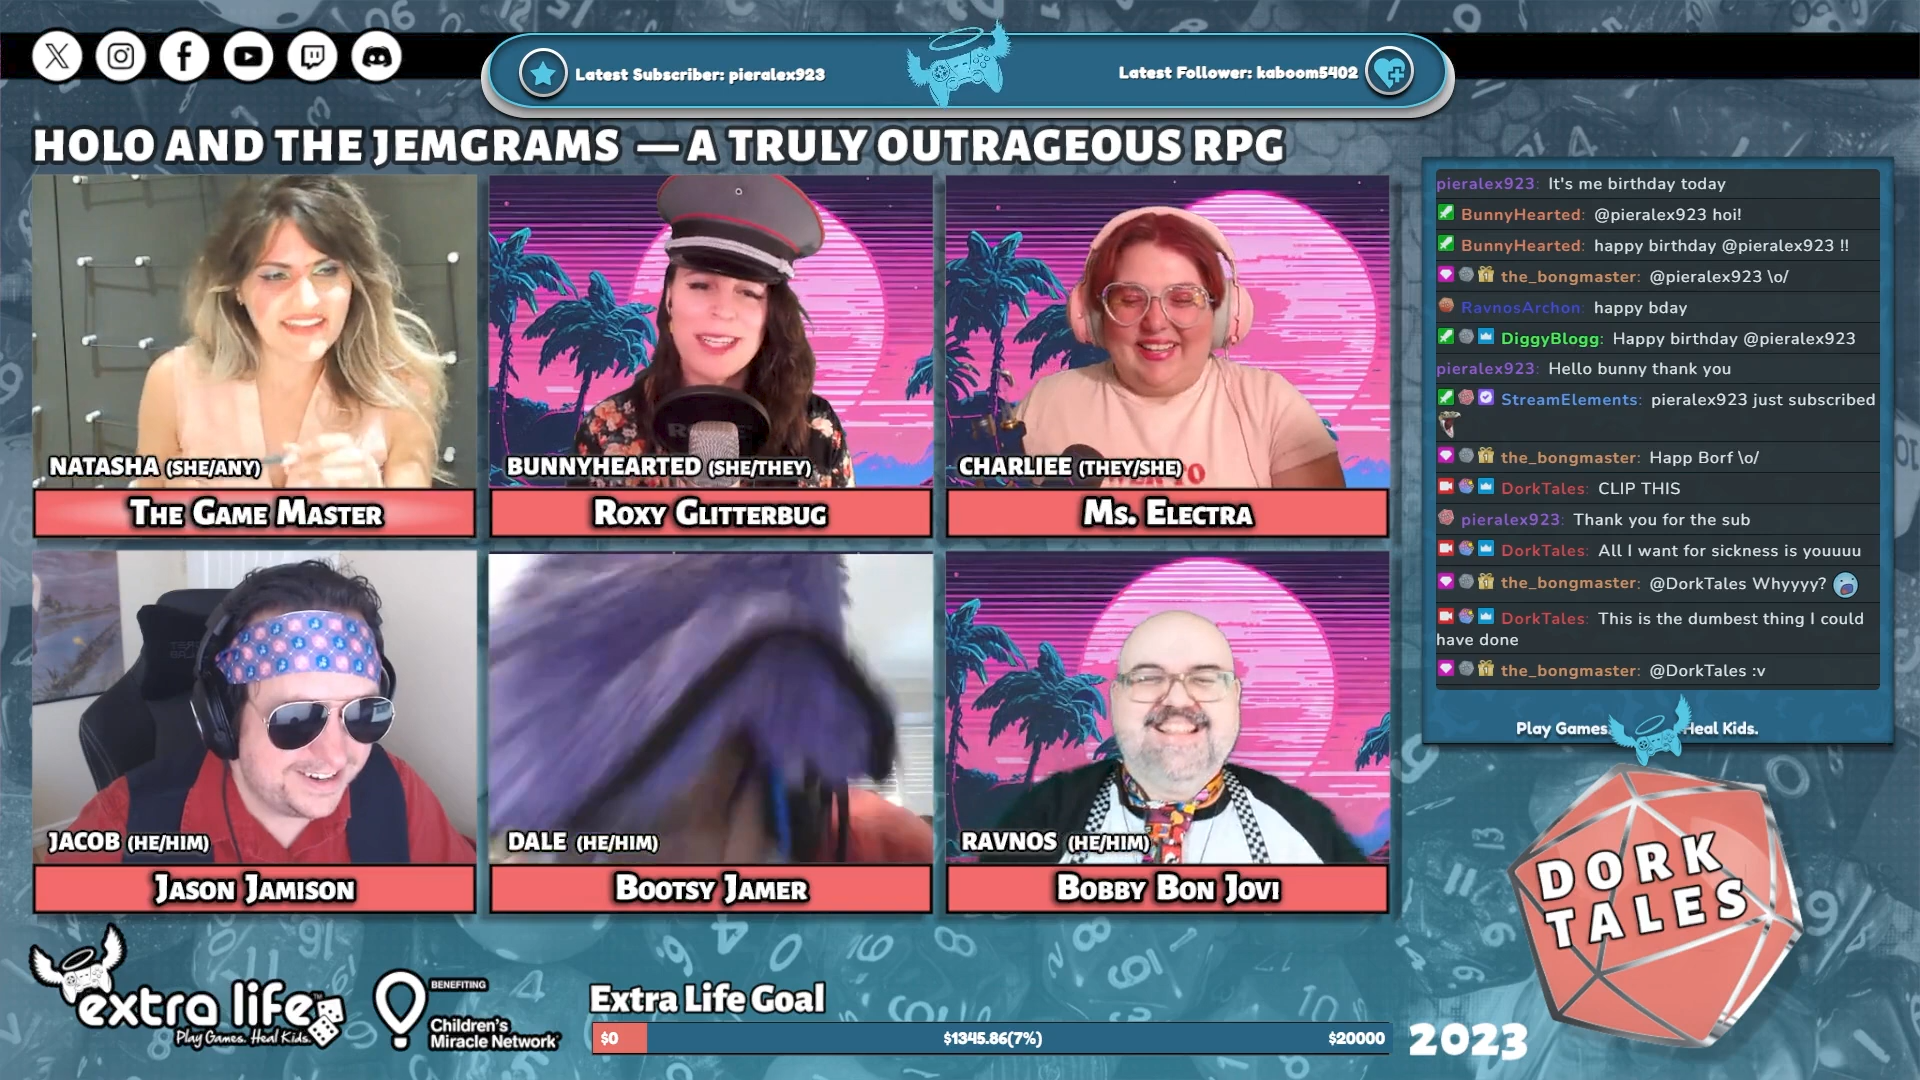 Latest Subscriber: pieralex923
Latest Follower: kaboom5402
HOLO AND THE JEMGRAMS — A TRULY OUTRAGEOUS RPG
NATASHA (SHE/ANY)
THE GAME MASTER
BUNNYHEARTED (SHE/THEY)
ROXY GLITTERBUG
CHARLIEE (THEY/SHE)
MS. ELECTRA
JACOB (HE/HIM)
JASON JAMISON
DALE (HE/HIM)
BOOTSY JAMER
RAVNOS (HE/HIM)
BOBBY BON JOVI
pieralex923: It's me birthday today
BunnyHearted: @pieralex923 hoi!
BunnyHearted: happy birthday @pieralex923 !!
the_bongmaster: @pieralex923 \o/
RavnosArchon: happy bday
DiggyBlogg: Happy birthday @pieralex923
pieralex923: Hello bunny thank you
StreamElements: pieralex923 just subscribed
the_bongmaster: Happ Borf \o/
DorkTales: CLIP THIS
pieralex923: Thank you for the sub
DorkTales: All I want for sickness is youuuu
the_bongmaster: @DorkTales Whyyyy?
DorkTales: This is the dumbest thing I could
have done
the_bongmaster: @DorkTales :v
Play Games. Heal Kids.
DORK
TALES
extra life
Play Games. Heal Kids.
BENEFITING
Children's
Miracle Network
Extra Life Goal
$0 $1345.86(7%) $20000
2023